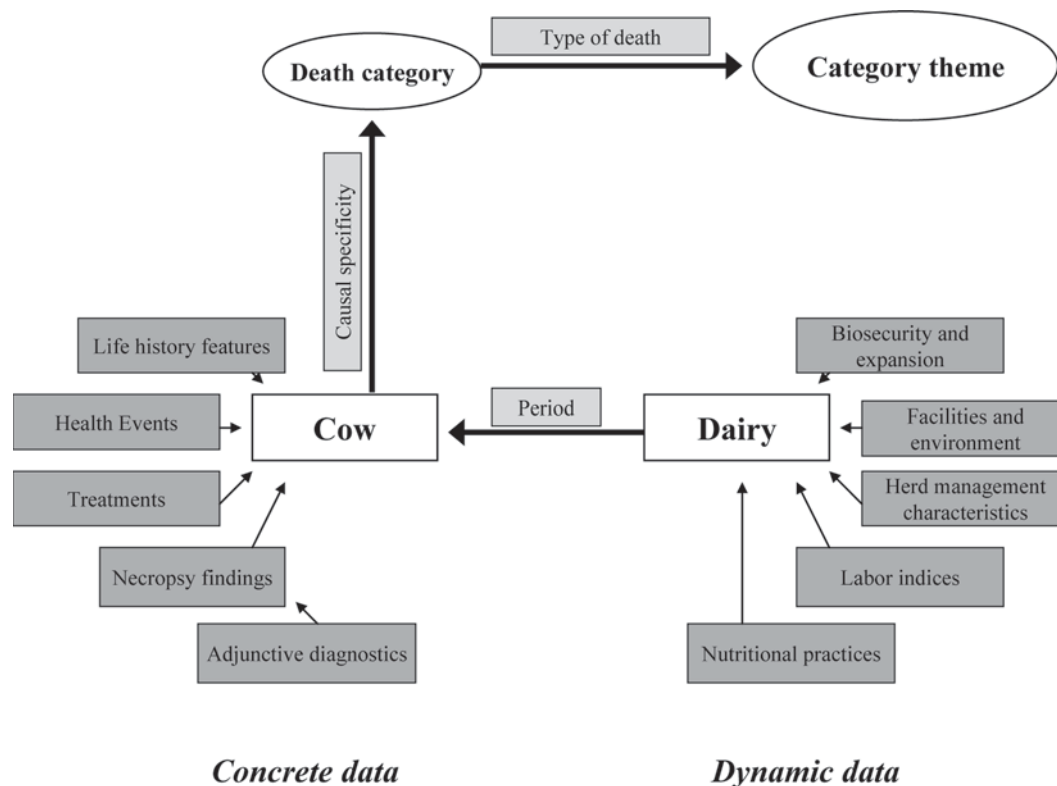 Type of death
Death category
Category theme
Causal specificity
Life history features
Biosecurity and
expansion
Health Events
Cow
Period
Dairy
Facilities and
environment
Treatments
Herd management
characteristics
Necropsy findings
Labor indices
Adjunctive diagnostics
Nutritional practices
Concrete data
Dynamic data